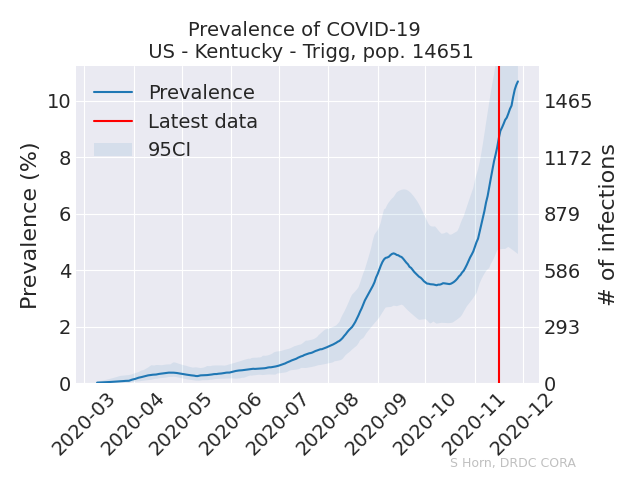 Prevalence of COVID-19
US - Kentucky - Trigg, pop. 14651
Prevalence
Latest data
95CI
Prevalence (%)
10
8
6
4
2
0
# of infections
1465
1172
879
586
293
0
2020-03
2020-04
2020-05
2020-06
2020-07
2020-08
2020-09
2020-10
2020-11
2020-12
S Horn, DRDC CORA